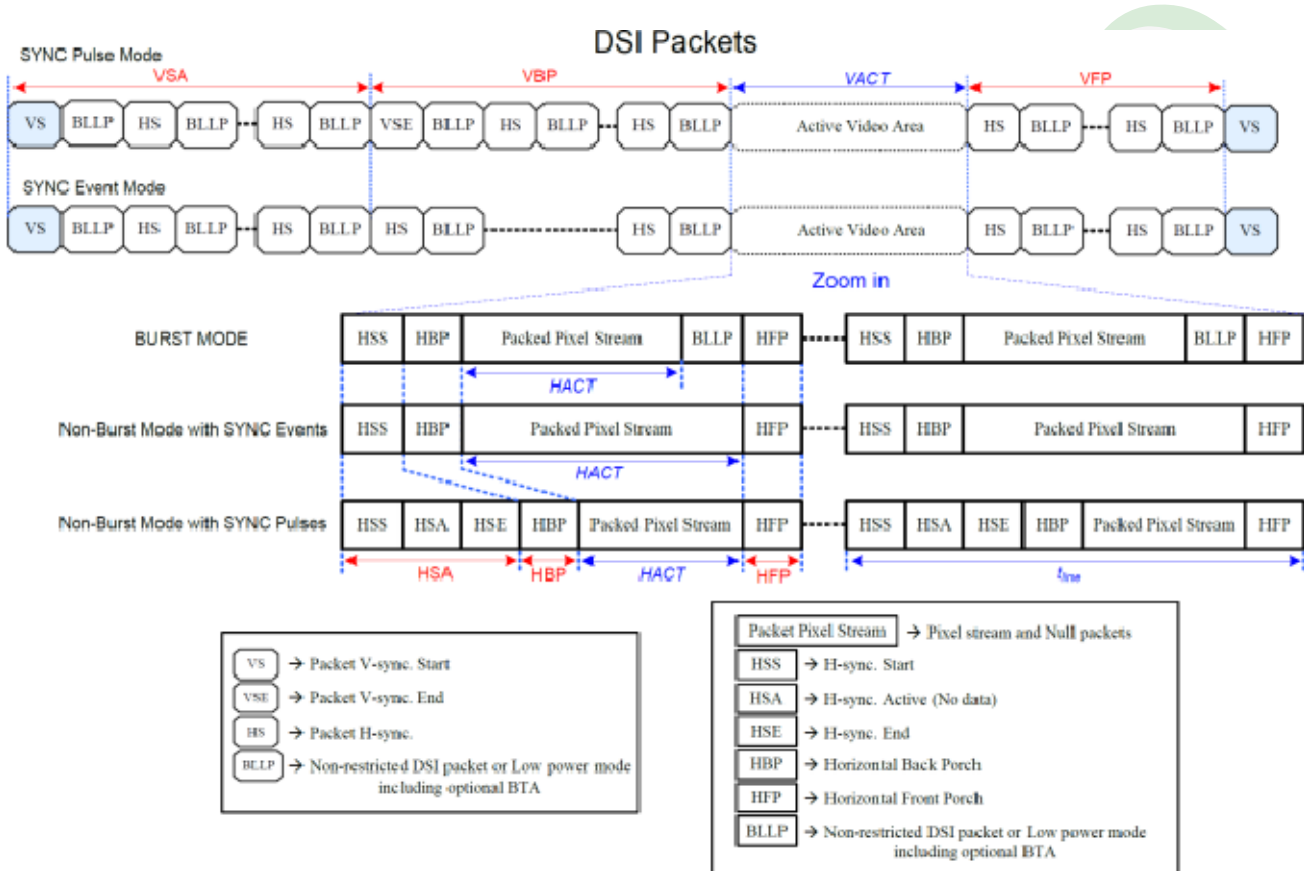 DSI Packets
SYNC Pulse Mode
VSA VBP VACT VFP
VS BLLP HS BLLP HS BLLP VSE BLLP HS BLLP HS BLLP Active Video Area HS BLLP HS BLLP VS
SYNC Event Mode
VS BLLP HS BLLP HS BLLP HS BLLP HS BLLP Active Video Area HS BLLP HS BLLP VS
Zoom in
BURST MODE HSS HBP Packed Pixel Stream BLLP HFP HSS HBP Packed Pixel Stream BLLP HFP
HACT
Non-Burst Mode with SYNC Events HSS HBP Packed Pixel Stream HFP HSS HBP Packed Pixel Stream HFP
HACT
Non-Burst Mode with SYNC Pulses HSS HSA HSE HBP Packed Pixel Stream HFP HSS HSA HSE HBP Packed Pixel Stream HFP
HSA HBP HACT HFP tline
VS → Packet V-sync. Start
VSE → Packet V-sync. End
HS → Packet H-sync.
BLLP → Non-restricted DSI packet or Low power mode
including optional BTA
Packet Pixel Stream → Pixel stream and Null packets
HSS → H-sync. Start
HSA → H-sync. Active (No data)
HSE → H-sync. End
HBP → Horizontal Back Porch
HFP → Horizontal Front Porch
BLLP → Non-restricted DSI packet or Low power mode
including optional BTA